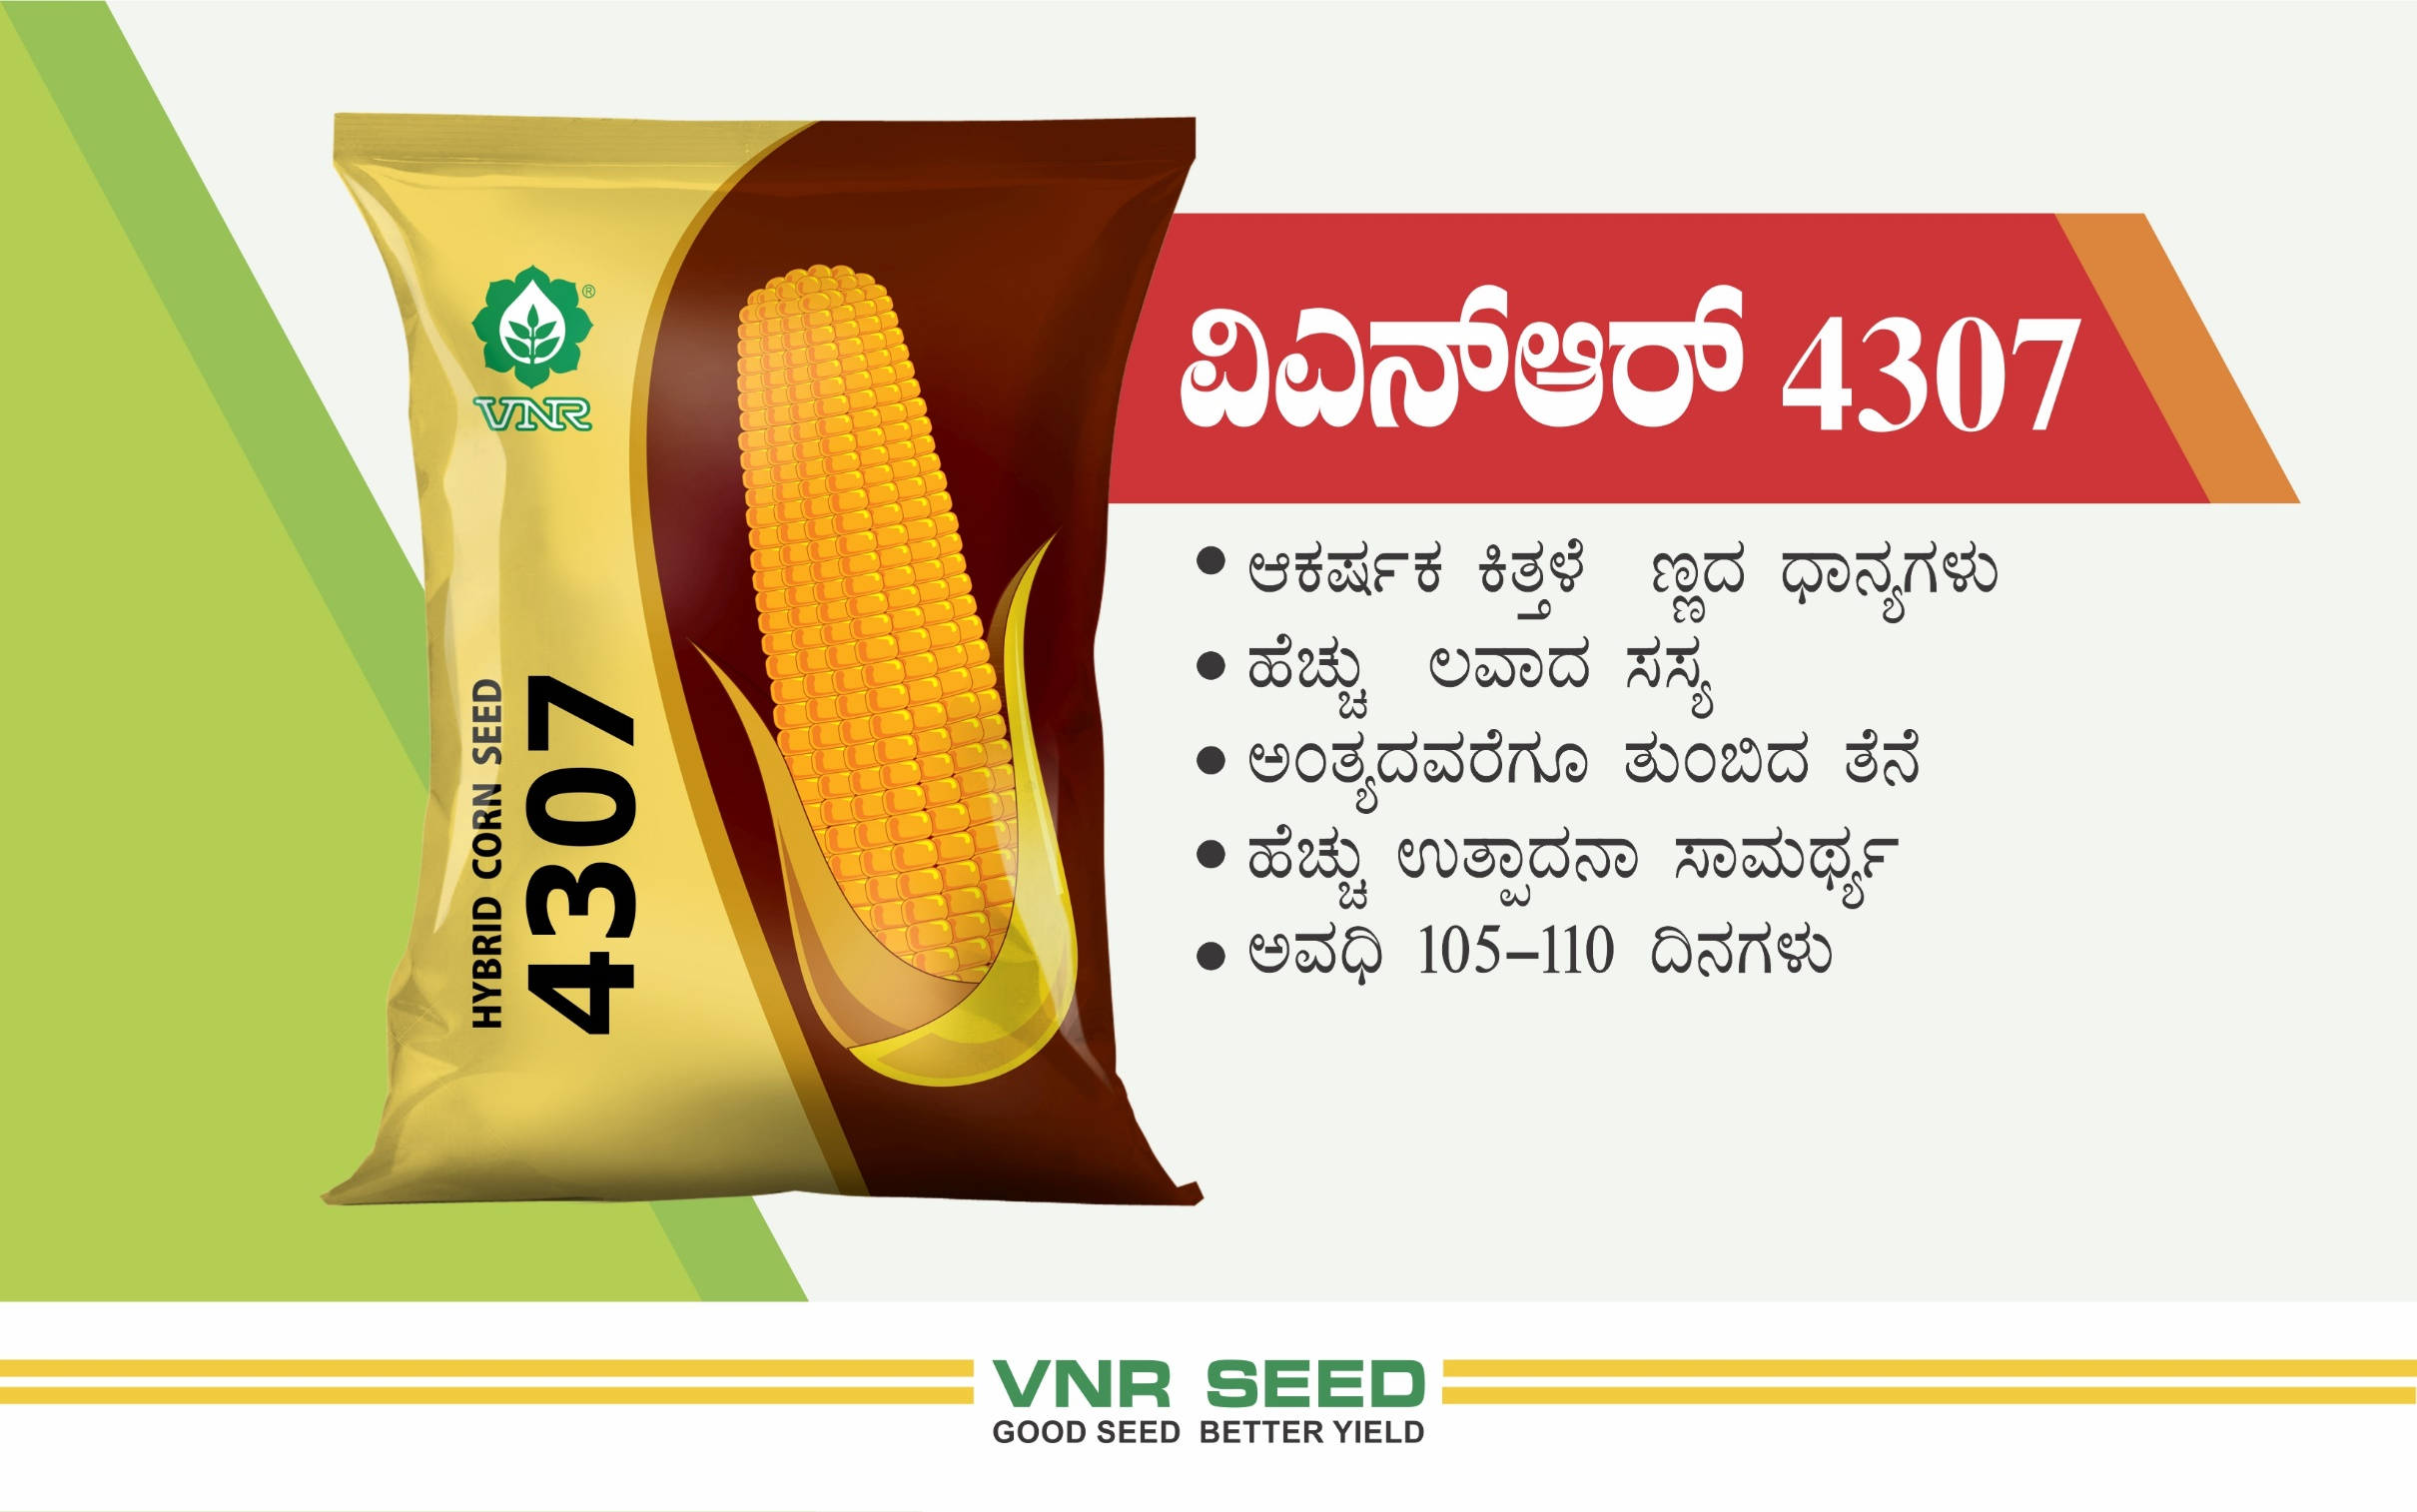 VNR
HYBRID CORN SEED
4307
ವಿಎನ್ಆರ್ 4307
• ಆಕರ್ಷಕ ಕಿತ್ತಳೆ ಣ್ಣದ ಧಾನ್ಯಗಳು
• ಹೆಚ್ಚು ಲವಾದ ಸಸ್ಯ
• ಅಂತ್ಯದವರೆಗೂ ತುಂಬಿದ ತೆನೆ
• ಹೆಚ್ಚು ಉತ್ಪಾದನಾ ಸಾಮರ್ಥ್ಯ
• ಅವಧಿ 105–110 ದಿನಗಳು
VNR SEED
GOOD SEED BETTER YIELD